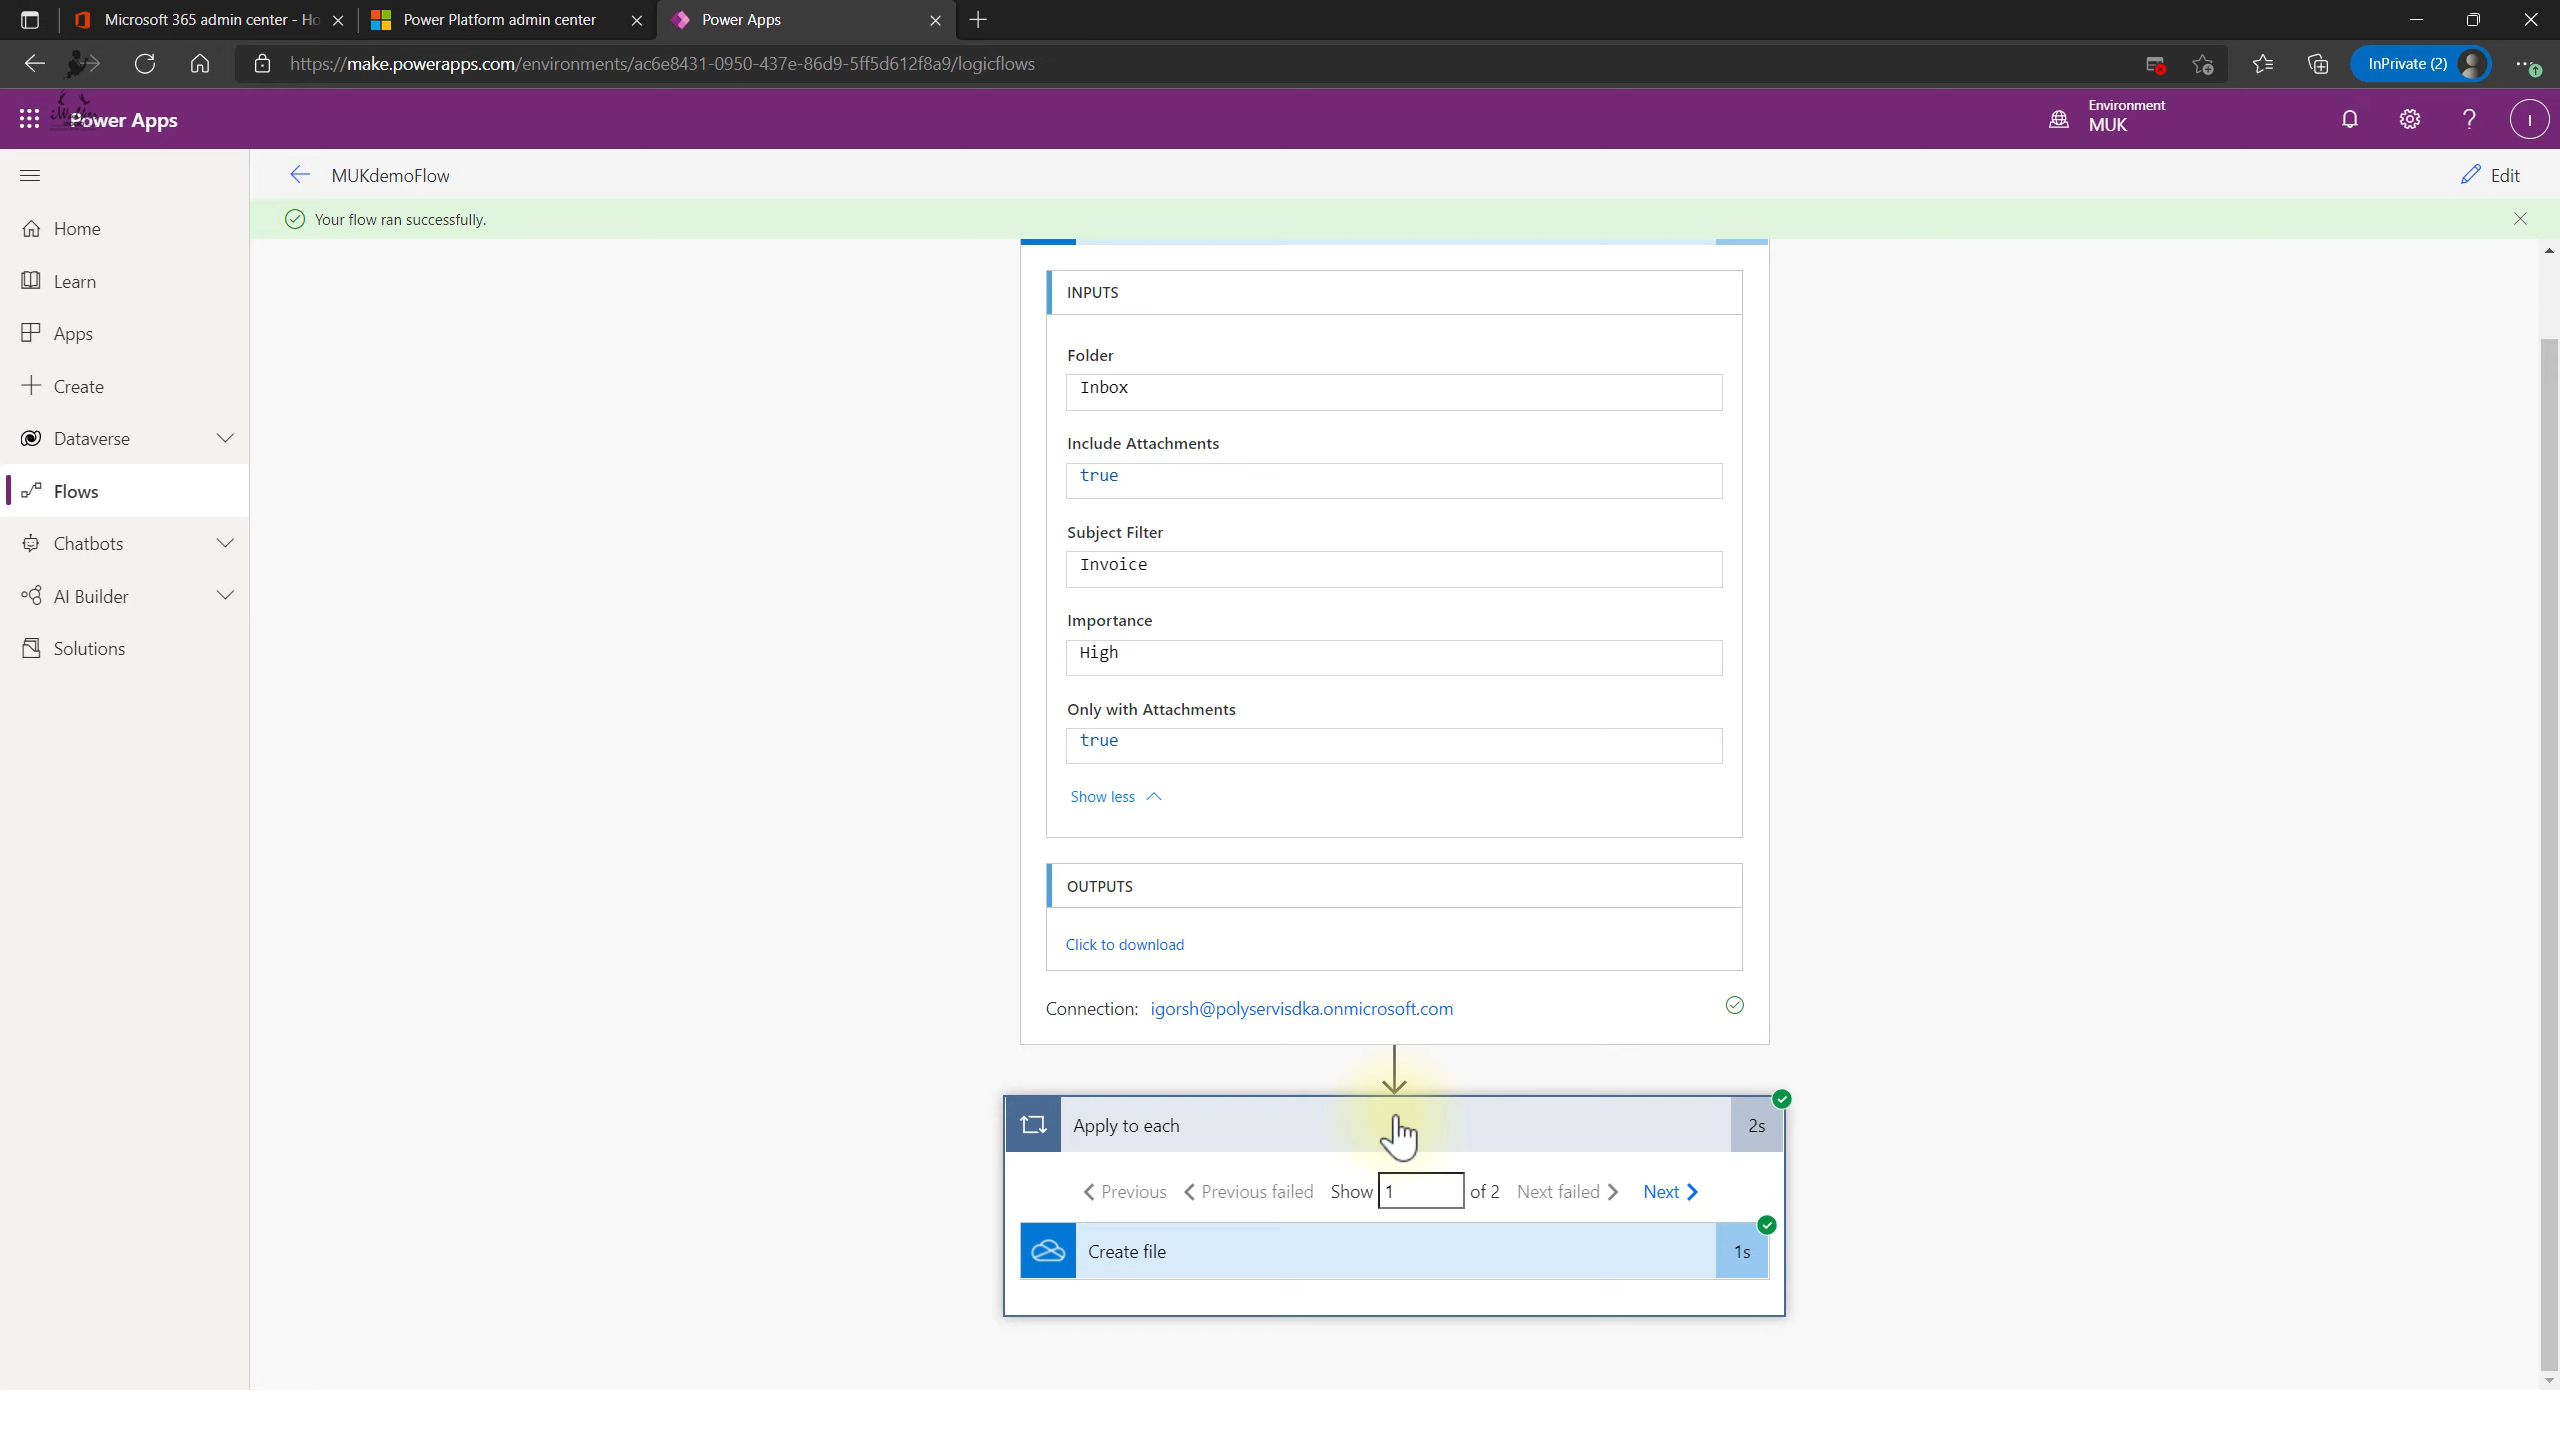 Microsoft 365 admin center - Ho
Power Platform admin center
Power Apps
https://make.powerapps.com/environments/ac6e8431-0950-437e-86d9-5ff5d612f8a9/logicflows
InPrivate (2)
Power Apps
Environment
MUK
I
MUKdemoFlow
Edit
Your flow ran successfully.
Home
Learn
Apps
Create
Dataverse
Flows
Chatbots
AI Builder
Solutions
INPUTS
Folder
Inbox
Include Attachments
true
Subject Filter
Invoice
Importance
High
Only with Attachments
true
Show less
OUTPUTS
Click to download
Connection: igorsh@polyservisdka.onmicrosoft.com
Apply to each
2s
Previous Previous failed Show 1 of 2 Next failed Next
Create file
1s